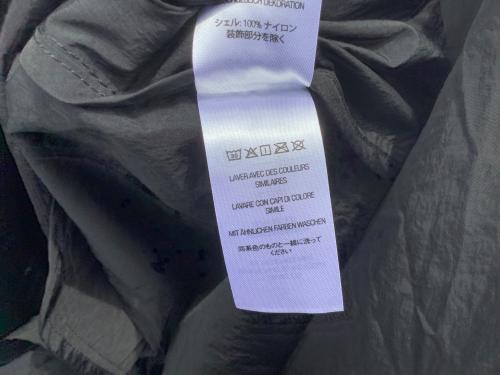 DEKORATION
シェル: 100% ナイロン
装飾部分を除く
LAVER AVEC DES COULEURS
SIMILAIRES
LAVARE CON CAPI DI COLORE
SIMILE
MIT ÄHNLICHEN FARBEN WASCHEN
同系色のものと一緒に洗って
ください